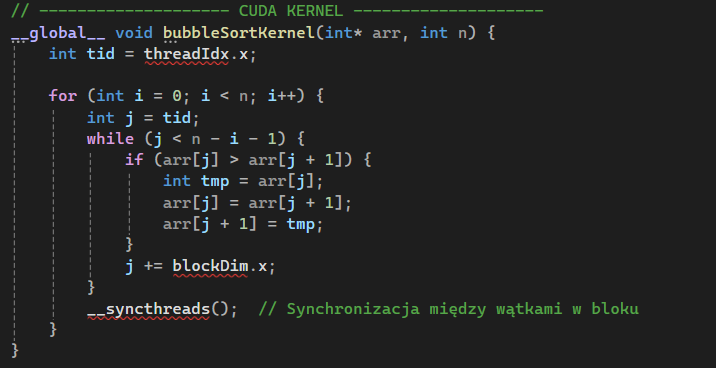 // -------------------- CUDA KERNEL --------------------
__global__ void bubbleSortKernel(int* arr, int n) {
    int tid = threadIdx.x;

    for (int i = 0; i < n; i++) {
        int j = tid;
        while (j < n - i - 1) {
            if (arr[j] > arr[j + 1]) {
                int tmp = arr[j];
                arr[j] = arr[j + 1];
                arr[j + 1] = tmp;
            }
            j += blockDim.x;
        }
        __syncthreads();  // Synchronizacja między wątkami w bloku
    }
}